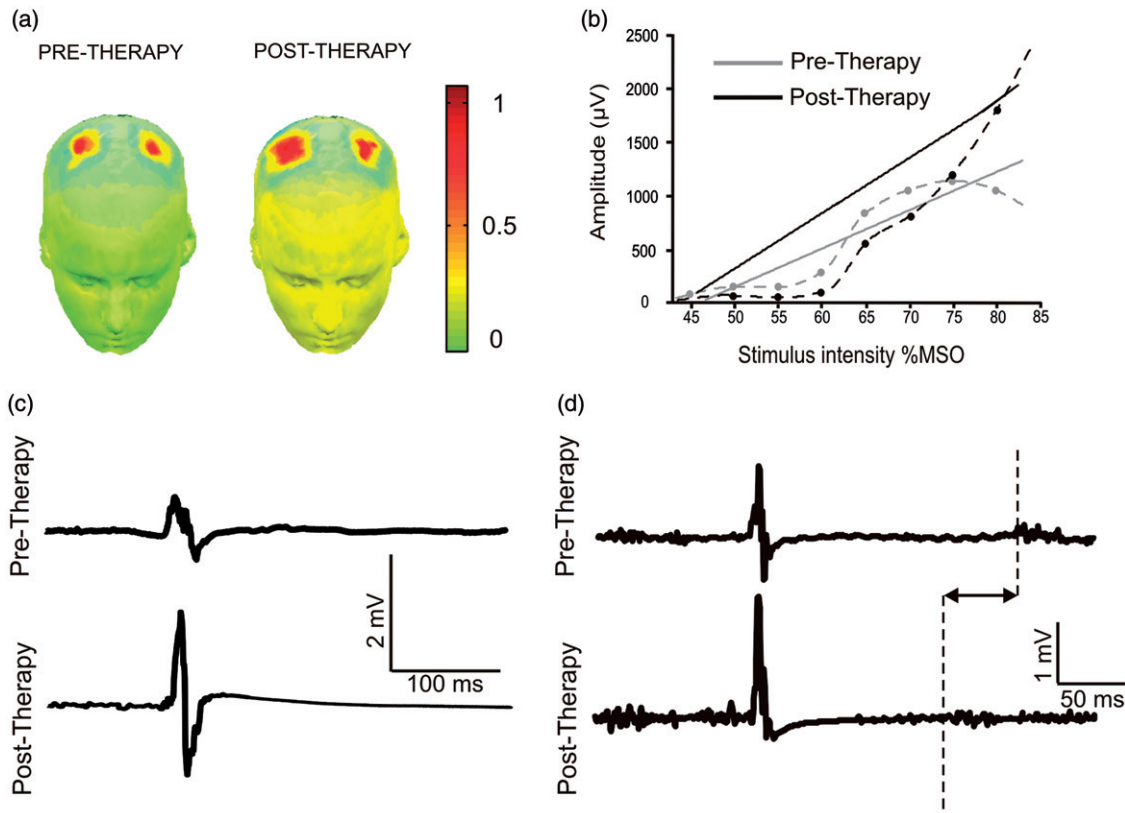 (a)
PRE-THERAPY
POST-THERAPY
1
0.5
0
(b)
Amplitude (µV)
2500
2000
1500
1000
500
0
Pre-Therapy
Post-Therapy
45 50 55 60 65 70 75 80 85
Stimulus intensity %MSO
(c)
Pre-Therapy
Post-Therapy
2 mV
100 ms
(d)
Pre-Therapy
Post-Therapy
1 mV
50 ms